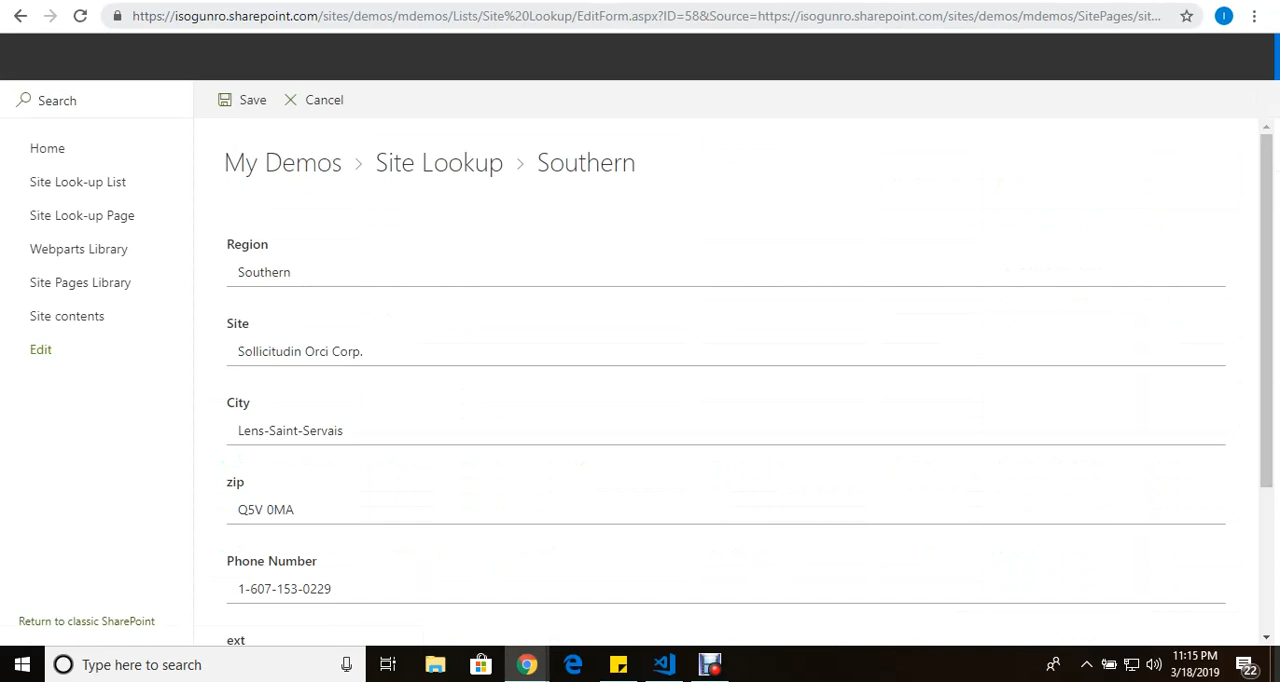 https://isogunro.sharepoint.com/sites/demos/mdemos/Lists/Site%20Lookup/EditForm.aspx?ID=58&Source=https://isogunro.sharepoint.com/sites/demos/mdemos/SitePages/sit...
I
Search
Save
Cancel
Home
Site Look-up List
Site Look-up Page
Webparts Library
Site Pages Library
Site contents
Edit
Return to classic SharePoint
My Demos > Site Lookup > Southern
Region
Southern
Site
Sollicitudin Orci Corp.
City
Lens-Saint-Servais
zip
Q5V 0MA
Phone Number
1-607-153-0229
ext
Type here to search
11:15 PM
3/18/2019
22